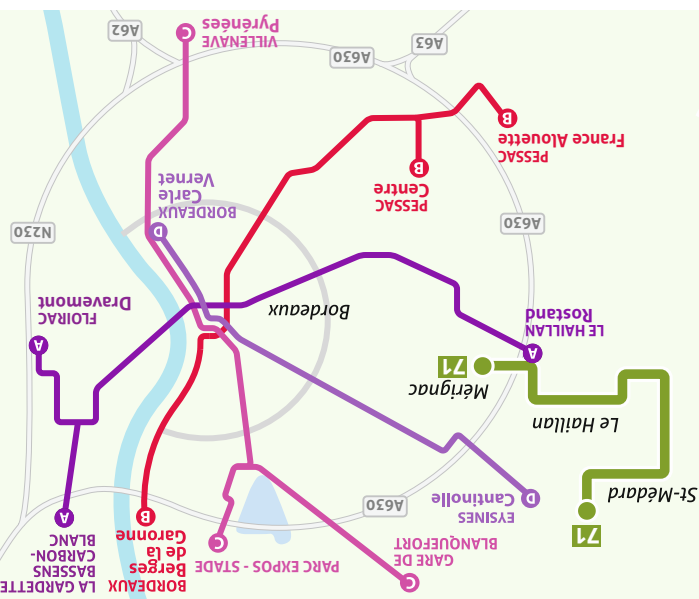 C
GARE DE
BLANQUEFORT
PARC EXPOS - STADE
C
BORDEAUX
Berges
de la
Garonne
B
LA GARDETTE
BASSENS
CARBON-
BLANC
A
71
St-Médard
EYSINES
Cantinolle
D
A630
Le Haillan
Mérignac
71
A
LE HAILLAN
Rostand
Bordeaux
A
FLOIRAC
Dravemont
A630
N230
D
BORDEAUX
Carle
Vernet
PESSAC
Centre
B
PESSAC
France Alouette
B
A63
A630
VILLENAVE
Pyrénées
C
A62